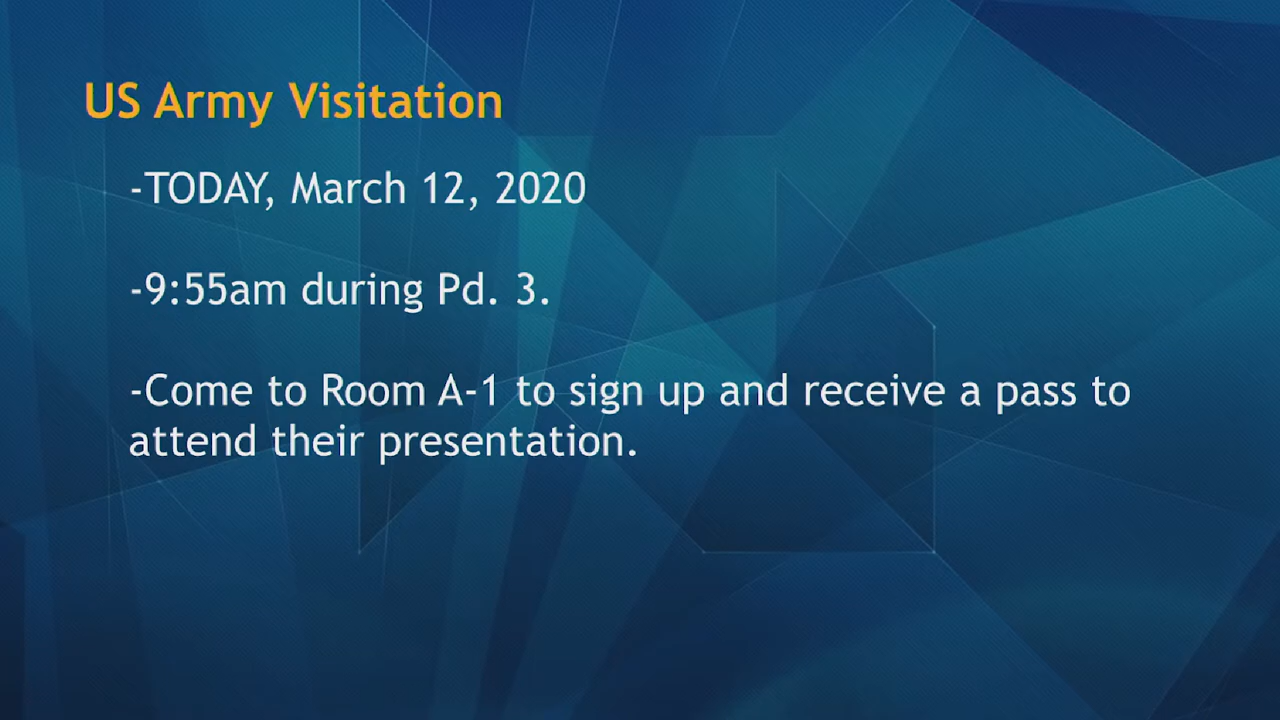 US Army Visitation
-TODAY, March 12, 2020
-9:55am during Pd. 3.
-Come to Room A-1 to sign up and receive a pass to
attend their presentation.